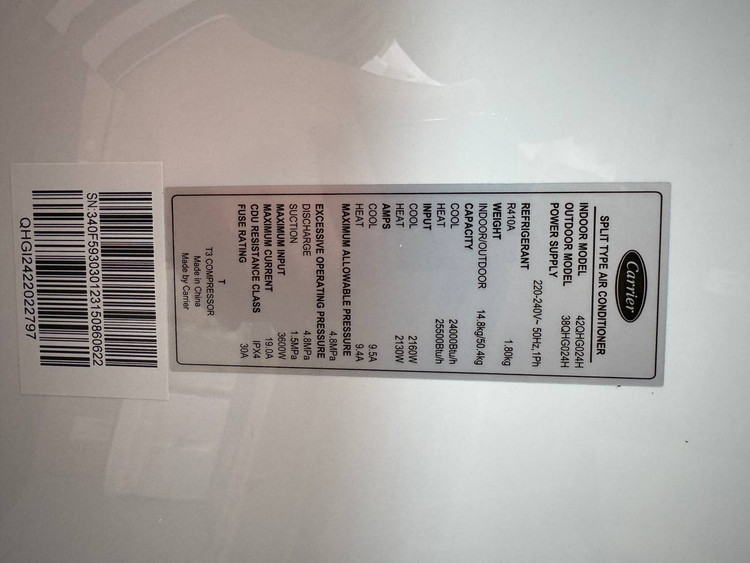 Carrier
SPLIT TYPE AIR CONDITIONER
INDOOR MODEL 42QHG024H
OUTDOOR MODEL 38QHG024H
POWER SUPPLY
220-240V~ 50Hz,1Ph
REFRIGERANT
R410A 1.80kg
WEIGHT
INDOOR/OUTDOOR 14.8kg/50.4kg
CAPACITY
COOL 24000Btu/h
HEAT 25500Btu/h
INPUT
COOL 2160W
HEAT 2130W
AMPS
COOL 9.5A
HEAT 9.4A
MAXIMUM ALLOWABLE PRESSURE
4.8MPa
EXCESSIVE OPERATING PRESSURE
DISCHARGE 4.8MPa
SUCTION 1.5MPa
MAXIMUM INPUT 3600W
MAXIMUM CURRENT 19.0A
CDU RESISTANCE CLASS IPX4
FUSE RATING 30A
T
T3 COMPRESSOR
Made in China
Made by Carrier
SN:340F593030123150860622
QHGI2422022797